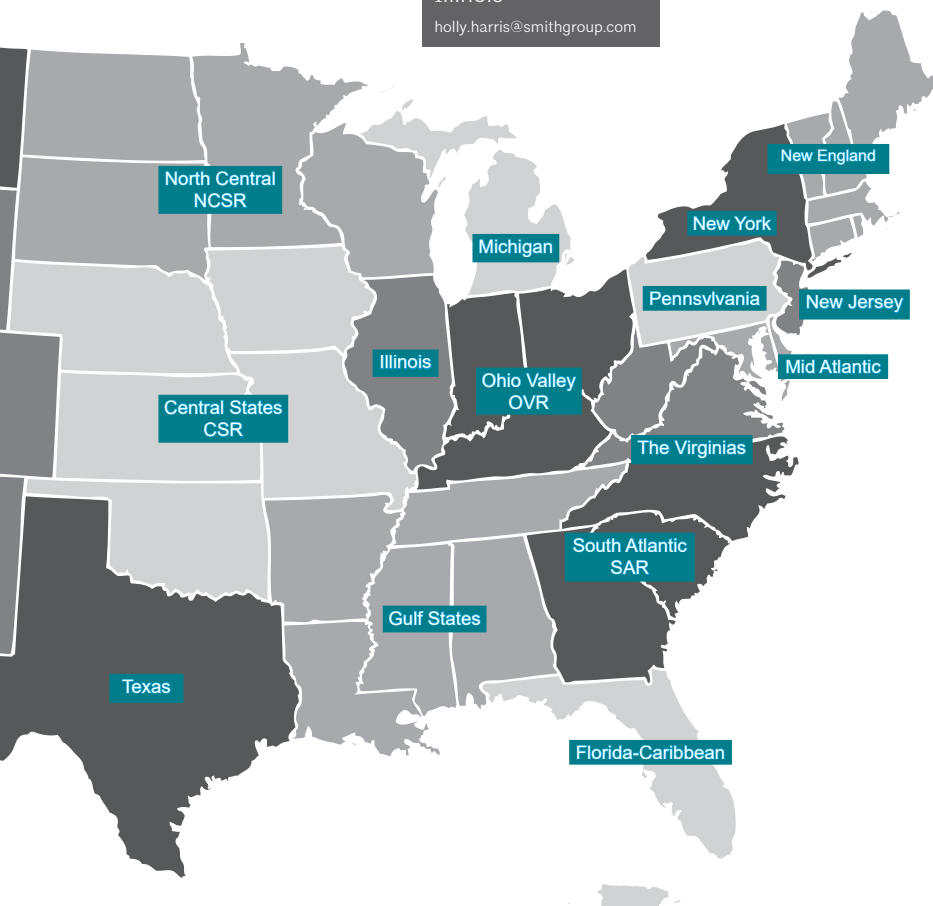 holly.harris@smithgroup.com
New England
North Central
NCSR
New York
Michigan
Pennsylvania
New Jersey
Illinois
Mid Atlantic
Ohio Valley
OVR
Central States
CSR
The Virginias
South Atlantic
SAR
Gulf States
Texas
Florida-Caribbean